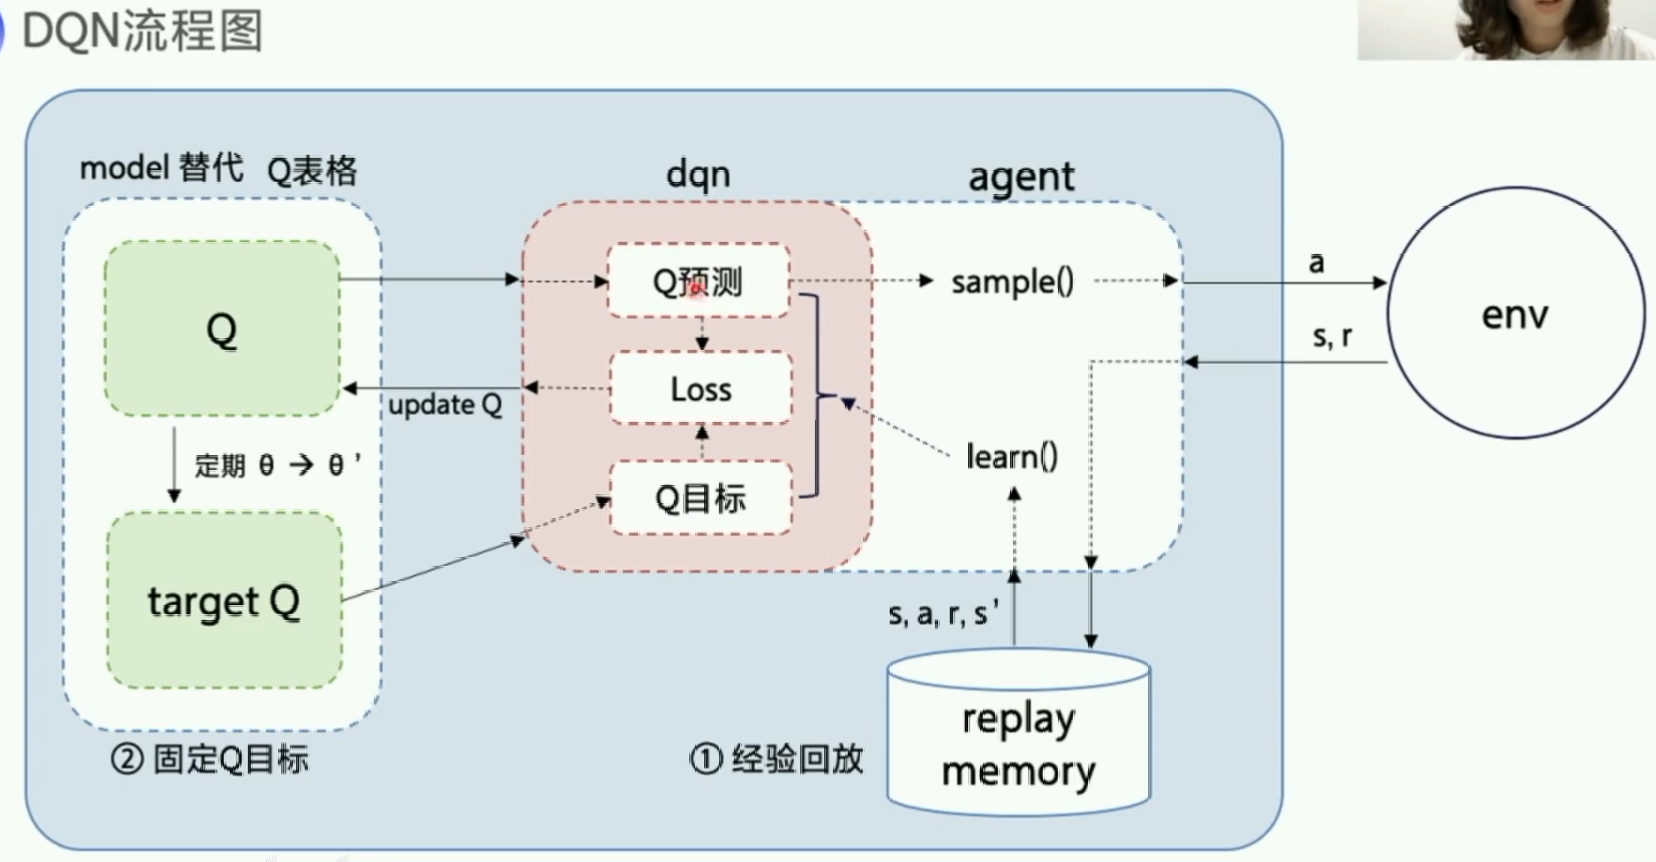 DQN流程图
model 替代 Q表格
dqn
agent
Q
Q预测
sample()
a
env
s, r
Loss
update Q
定期 θ → θ’
learn()
Q目标
target Q
s, a, r, s’
replay
memory
② 固定Q目标
① 经验回放